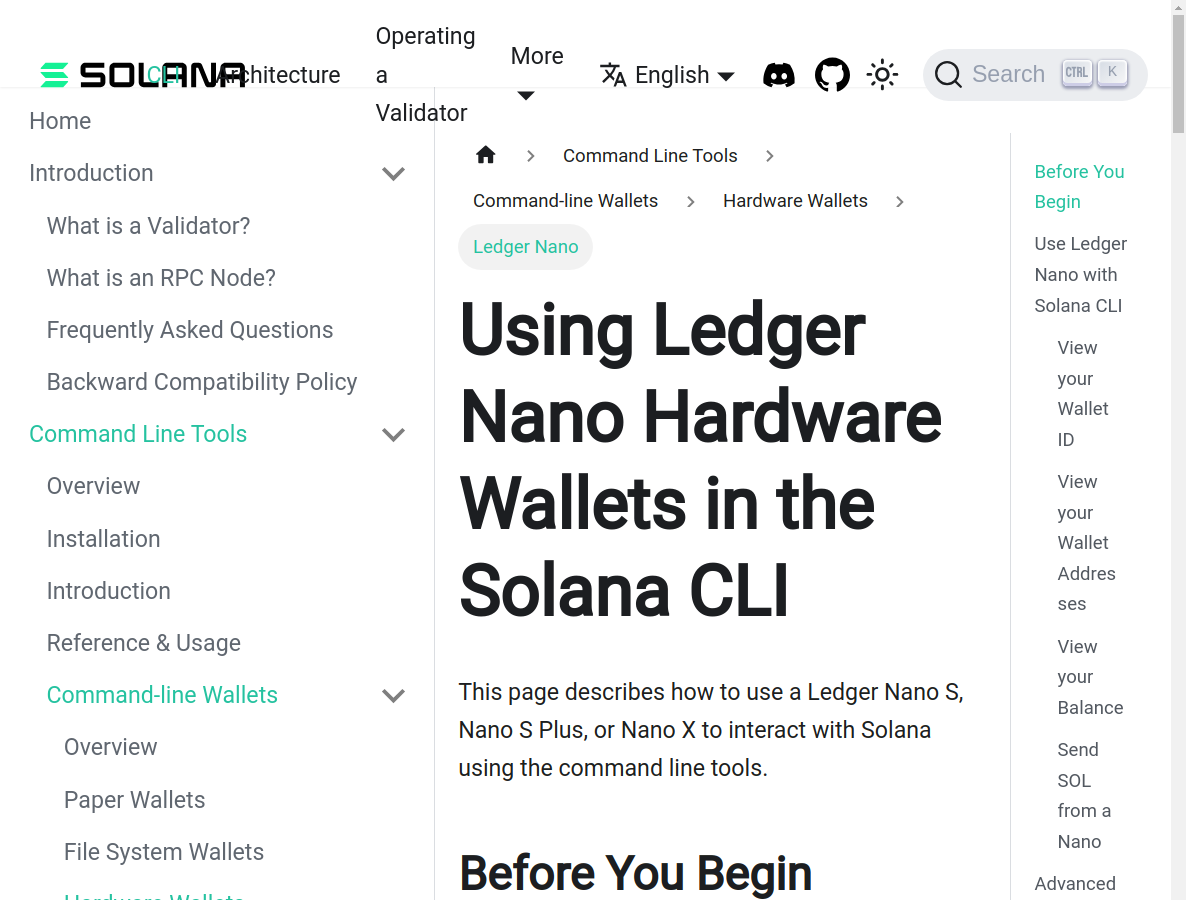 SOLANA
CLI
Architecture
Operating
a
Validator
More
English
Search
CTRL
K
Home
Introduction
What is a Validator?
What is an RPC Node?
Frequently Asked Questions
Backward Compatibility Policy
Command Line Tools
Overview
Installation
Introduction
Reference & Usage
Command-line Wallets
Overview
Paper Wallets
File System Wallets
Hardware Wallets
Command Line Tools
Command-line Wallets
Hardware Wallets
Ledger Nano
Using Ledger
Nano Hardware
Wallets in the
Solana CLI
This page describes how to use a Ledger Nano S,
Nano S Plus, or Nano X to interact with Solana
using the command line tools.
Before You Begin
Before You
Begin
Use Ledger
Nano with
Solana CLI
View
your
Wallet
ID
View
your
Wallet
Addres
ses
View
your
Balance
Send
SOL
from a
Nano
Advanced